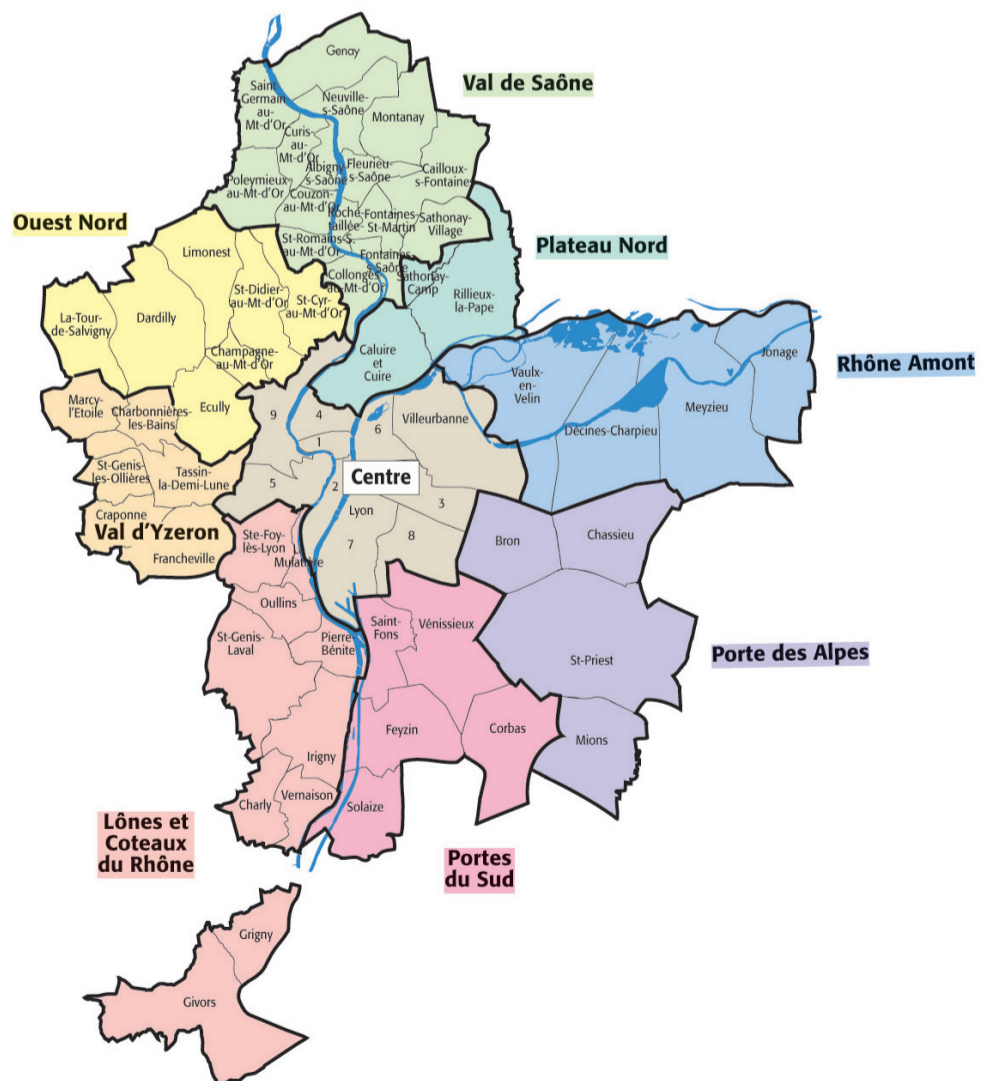 Genay
Val de Saône
Saint
Germain
au-
Mt-d'Or
Neuville-
s-Saône
Montanay
Curis-
au-
Mt-d'Or
Albigny-
s-Saône
Fleurieu-
s-Saône
Cailloux-
s-Fontaines
Poleymieux-
au-Mt-d'Or
Couzon-
au-Mt-d'Or
Roche-
taillée-
Fontaines-
St-Martin
Sathonay-
Village
Ouest Nord
St-Romains-S.
au-Mt-d'Or
Fontaines-
s-Saône
Plateau Nord
Limonest
Collonges-
au-Mt-d'Or
Sathonay-
Camp
Rillieux-
la-Pape
St-Didier-
au-Mt-d'Or
St-Cyr-
au-Mt-d'Or
La-Tour-
de-Salvigny
Dardilly
Champagne-
au-Mt-d'Or
Caluire
et
Cuire
Vaulx-
en-
Velin
Jonage
Rhône Amont
Meyzieu
Marcy-
l'Etoile
Charbonnières-
les-Bains
Ecully
9
4
6
Villeurbanne
Décines-Charpieu
1
St-Genis-
les-Ollières
Tassin-
la-Demi-Lune
5
2
Centre
3
Lyon
Craponne
Val d'Yzeron
Francheville
Ste-Foy-
lès-Lyon
Mulatière
7
8
Bron
Chassieu
Oullins
St-Genis-
Laval
Pierre-
Bénite
Saint-
Fons
Vénissieux
St-Priest
Porte des Alpes
Feyzin
Corbas
Mions
Irigny
Charly
Vernaison
Solaize
Lônes et
Coteaux
du Rhône
Portes
du Sud
Grigny
Givors